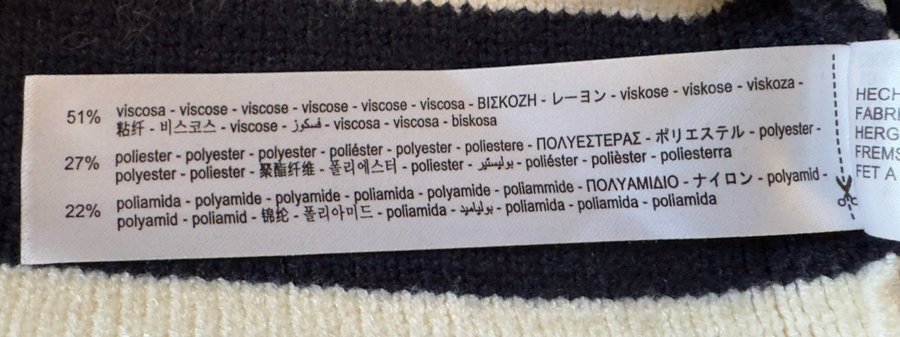 51% viscosa - viscose - viscose - viscose - viscose - viscosa - ΒΙΣΚΟΖΗ - レーヨン - viskose - viskose - viskoza -
粘纤 - 비스코스 - viscose - فسكوز - viscosa - viscosa - biskosa
27% poliester - polyester - polyester - poliéster - polyester - poliestere - ΠΟΛΥΕΣΤΕΡΑΣ - ポリエステル - polyester -
polyester - poliester - 聚酯纤维 - 폴리에스터 - poliester - بوليستير - poliéster - polièster - poliesterra
22% poliamida - polyamide - polyamide - poliamida - polyamide - poliammide - ΠΟΛΥΑΜΙΔΙΟ - ナイロン - polyamid -
polyamid - poliamid - 锦纶 - 폴리아미드 - poliamida - بولياميد - poliamida - poliamida - poliamida
HECH
FABRI
HERG
FREMS
FET A